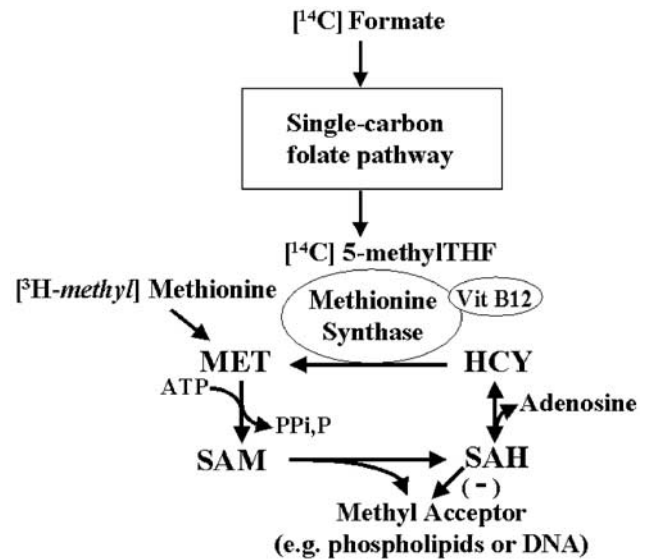 [¹⁴C] Formate
Single-carbon
folate pathway
[¹⁴C] 5-methylTHF
[³H-methyl] Methionine
Methionine
Synthase
Vit B12
MET
HCY
ATP
PPi,P
Adenosine
SAM
SAH
(-)
Methyl Acceptor
(e.g. phospholipids or DNA)